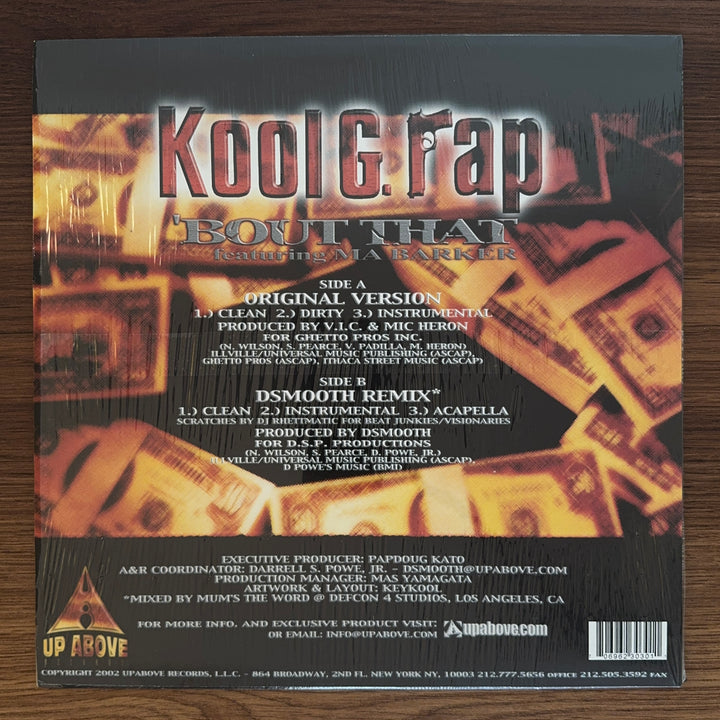 Kool G. Rap
'BOUT THAT
featuring MA BARKER
SIDE A
ORIGINAL VERSION
1.) CLEAN 2.) DIRTY 3.) INSTRUMENTAL
PRODUCED BY V.I.C. & MIC HERON
FOR GHETTO PROS INC.
(N. WILSON, S. PEARCE, V. PADILLA, M. HERON)
ILLVILLE/UNIVERSAL MUSIC PUBLISHING (ASCAP),
GHETTO PROS (ASCAP), ITHACA STREET MUSIC (ASCAP)
SIDE B
DSMOOTH REMIX*
1.) CLEAN 2.) INSTRUMENTAL 3.) ACAPELLA
SCRATCHES BY DJ RHETTMATIC FOR BEAT JUNKIES/VISIONARIES
PRODUCED BY DSMOOTH
FOR D.S.P. PRODUCTIONS
(N. WILSON, S. PEARCE, D. POWE, JR.)
ILLVILLE/UNIVERSAL MUSIC PUBLISHING (ASCAP),
D POWE'S MUSIC (BMI)
EXECUTIVE PRODUCER: PAPDOUG KATO
A&R COORDINATOR: DARRELL S. POWE, JR. - DSMOOTH@UPABOVE.COM
PRODUCTION MANAGER: MAS YAMAGATA
ARTWORK & LAYOUT: KEYKOOL
*MIXED BY MUM'S THE WORD @ DEFCON 4 STUDIOS, LOS ANGELES, CA
FOR MORE INFO. AND EXCLUSIVE PRODUCT VISIT: upabove.com
OR EMAIL: INFO@UPABOVE.COM
UP ABOVE
RECORDS
06962 30301
COPYRIGHT 2002 UPABOVE RECORDS, L.L.C. - 864 BROADWAY, 2ND FL. NEW YORK NY, 10003 212.777.5656 OFFICE 212.505.3592 FAX